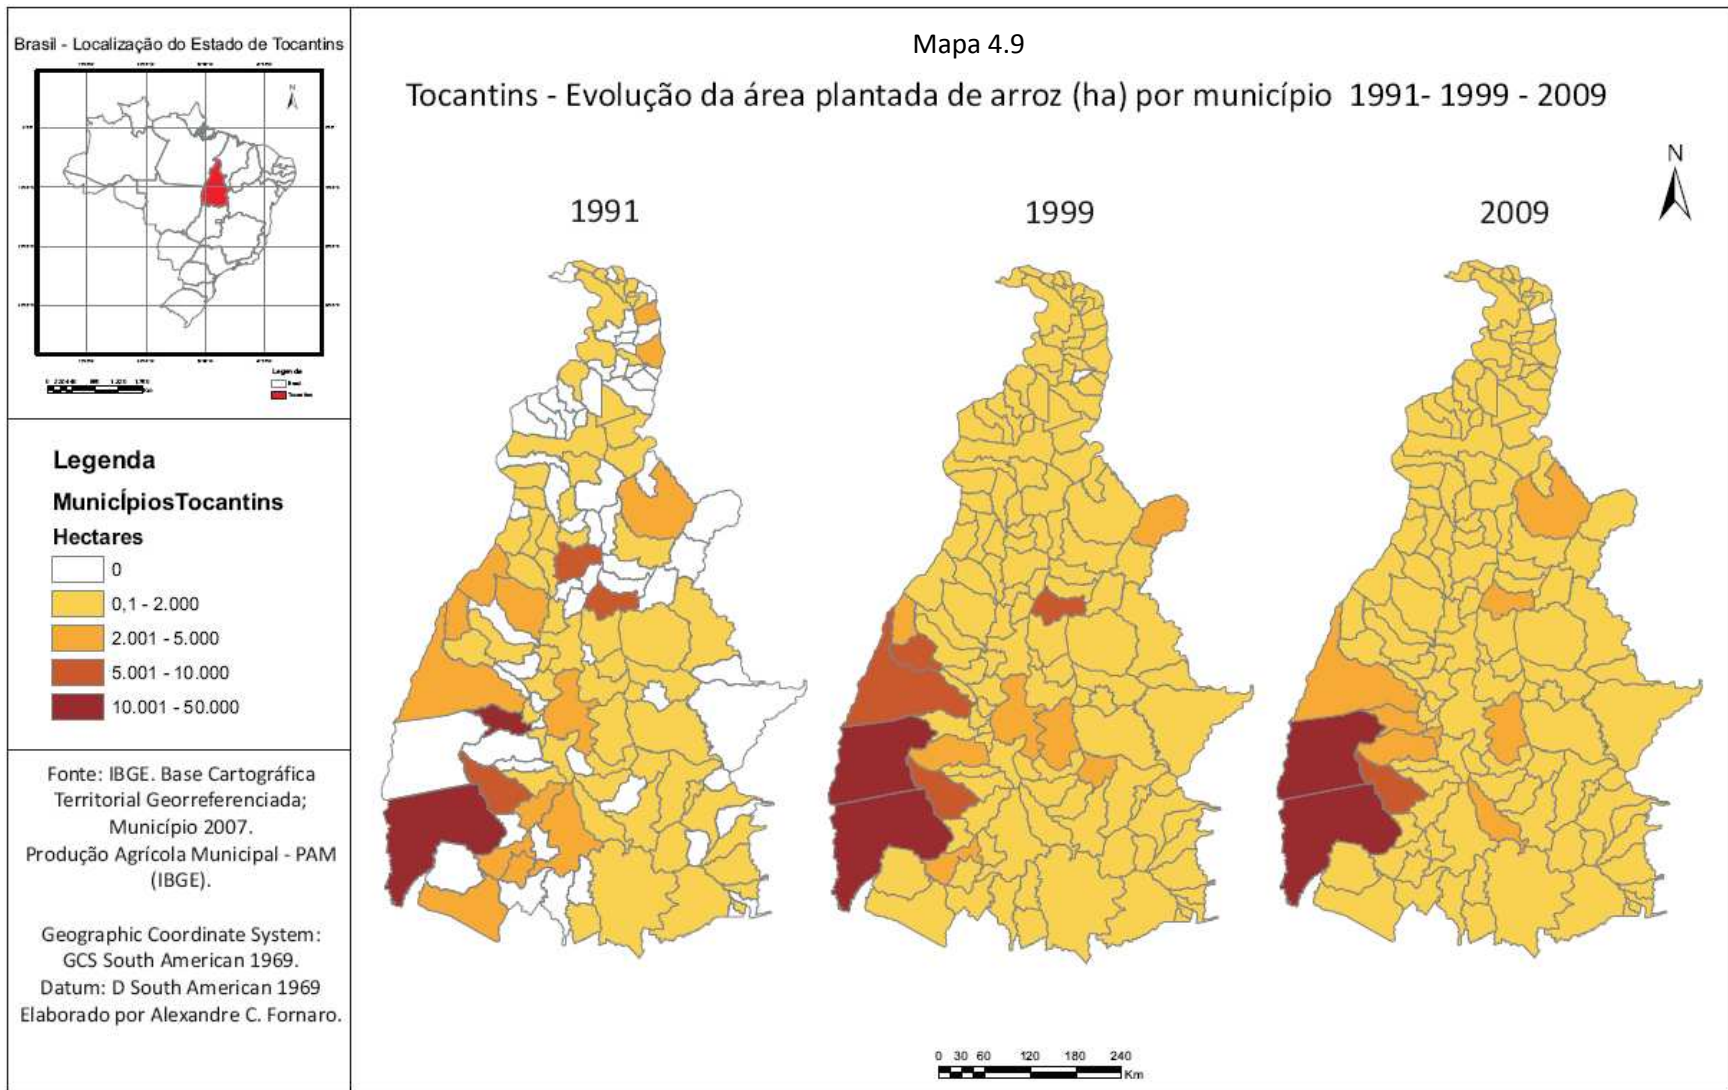 Brasil - Localização do Estado de Tocantins
N
Legenda
Brasil
Tocantins
Km
Legenda
MunicÍpiosTocantins
Hectares
0
0,1 - 2.000
2.001 - 5.000
5.001 - 10.000
10.001 - 50.000
Fonte: IBGE. Base Cartográfica
Territorial Georreferenciada;
Município 2007.
Produção Agrícola Municipal - PAM
(IBGE).
Geographic Coordinate System:
GCS South American 1969.
Datum: D South American 1969
Elaborado por Alexandre C. Fornaro.
Mapa 4.9
Tocantins - Evolução da área plantada de arroz (ha) por município 1991- 1999 - 2009
N
1991
1999
2009
0 30 60 120 180 240
Km